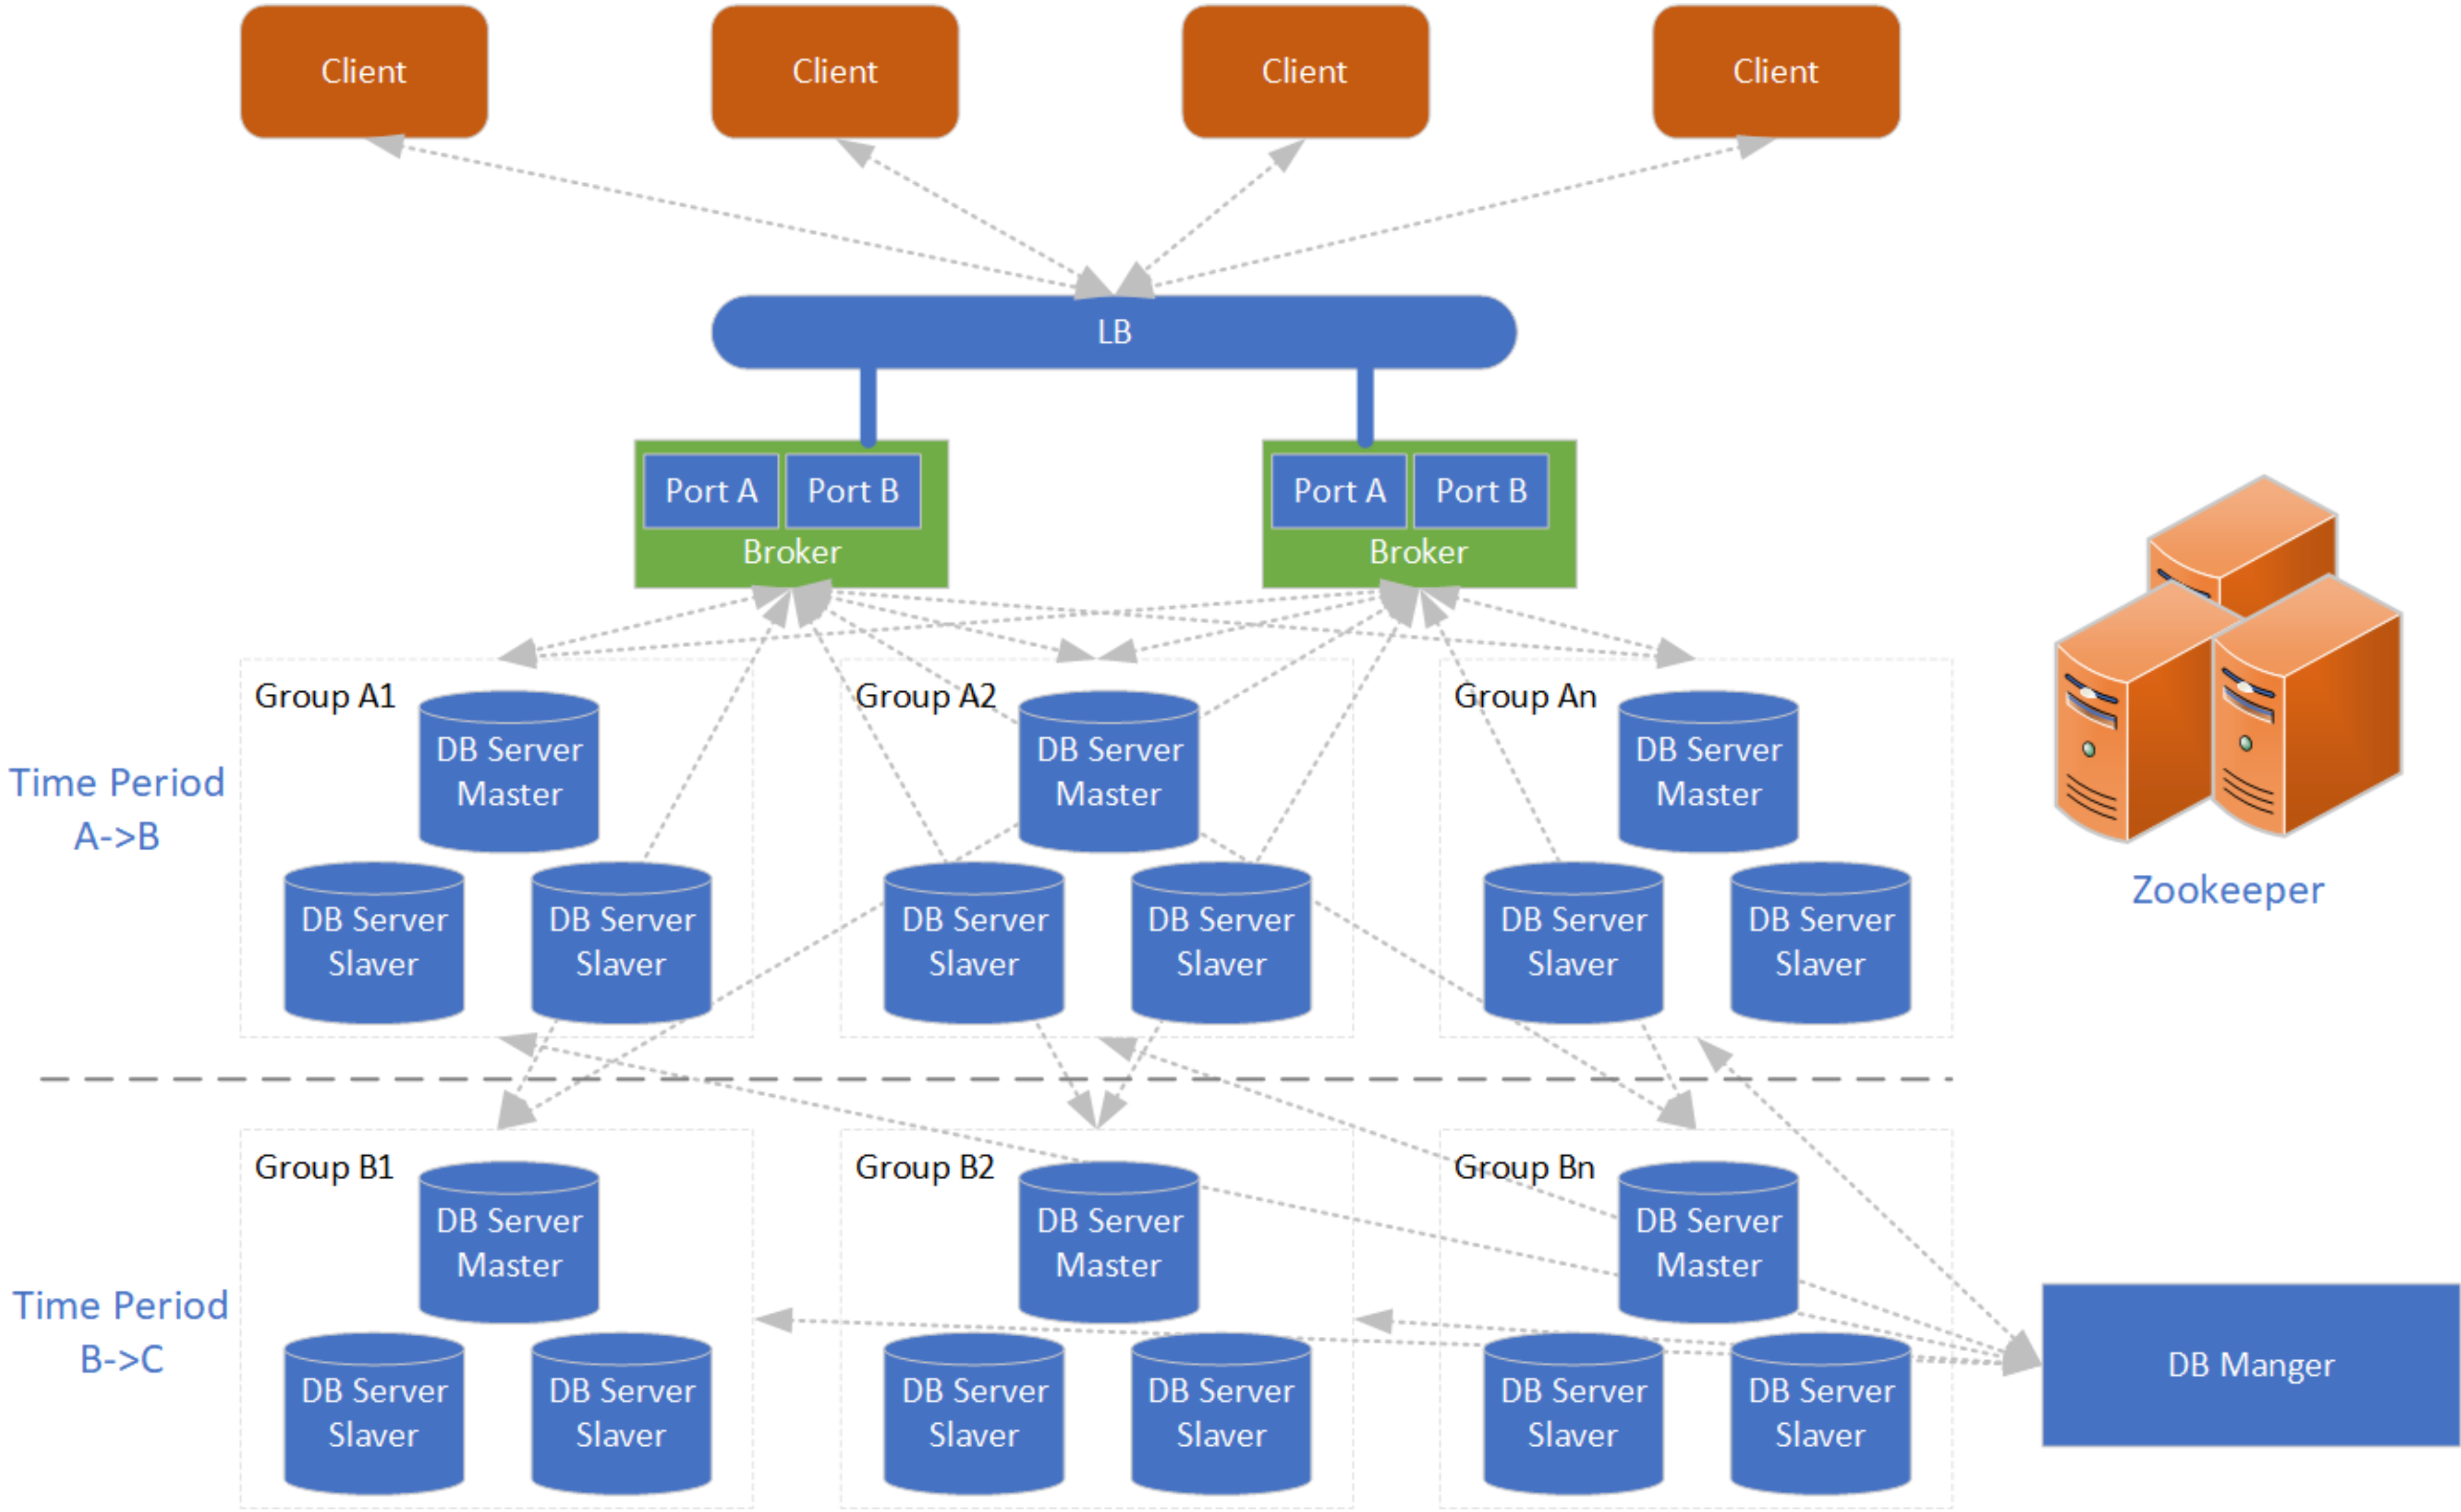 Client
Client
Client
Client
LB
Port A
Port B
Broker
Port A
Port B
Broker
Time Period
A->B
Group A1
DB Server
Master
DB Server
Slaver
DB Server
Slaver
Group A2
DB Server
Master
DB Server
Slaver
DB Server
Slaver
Group An
DB Server
Master
DB Server
Slaver
DB Server
Slaver
Zookeeper
Time Period
B->C
Group B1
DB Server
Master
DB Server
Slaver
DB Server
Slaver
Group B2
DB Server
Master
DB Server
Slaver
DB Server
Slaver
Group Bn
DB Server
Master
DB Server
Slaver
DB Server
Slaver
DB Manger